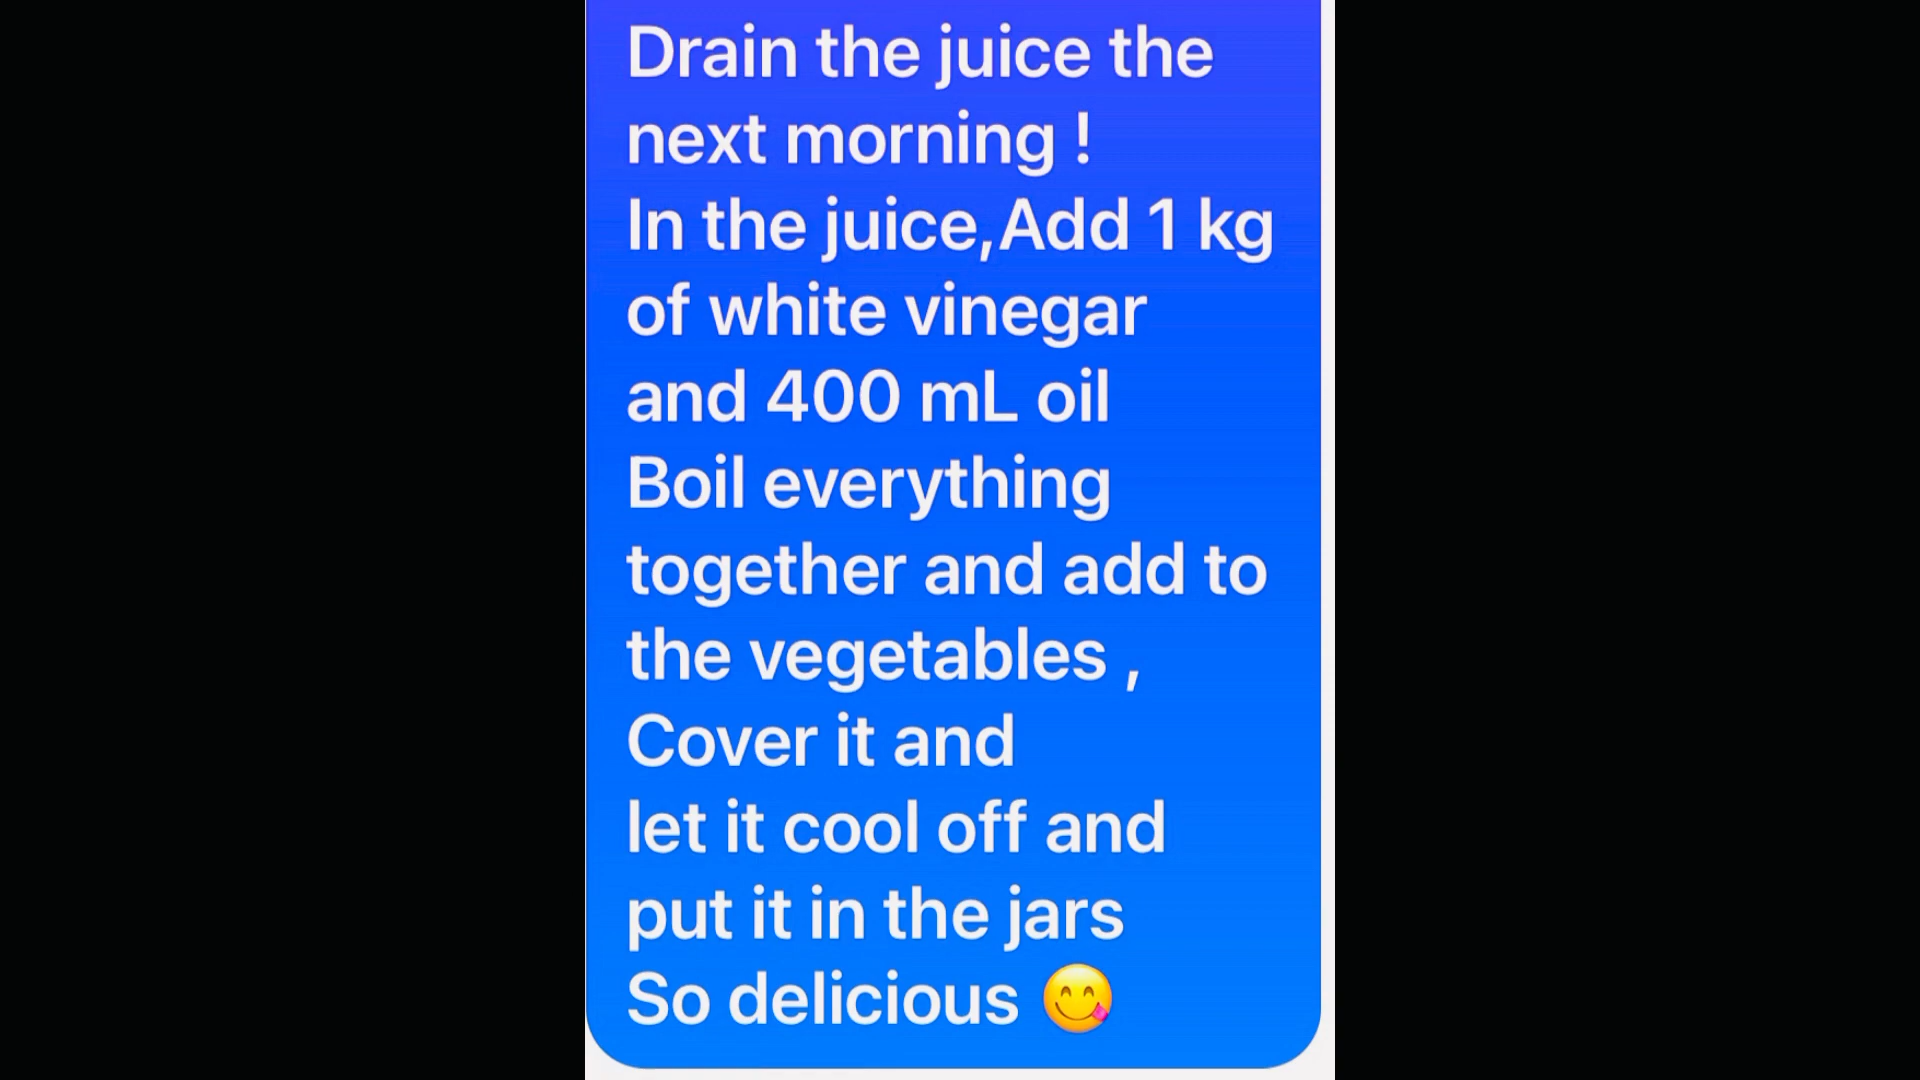 Drain the juice the
next morning !
In the juice,Add 1 kg
of white vinegar
and 400 mL oil
Boil everything
together and add to
the vegetables ,
Cover it and
let it cool off and
put it in the jars
So delicious 😋